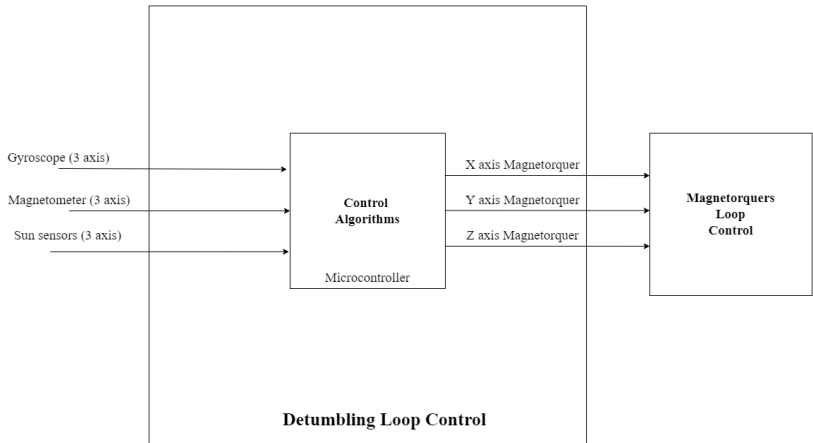 Gyroscope (3 axis)
Magnetometer (3 axis)
Sun sensors (3 axis)
Control
Algorithms
Microcontroller
X axis Magnetorquer
Y axis Magnetorquer
Z axis Magnetorquer
Magnetorquers
Loop
Control
Detumbling Loop Control